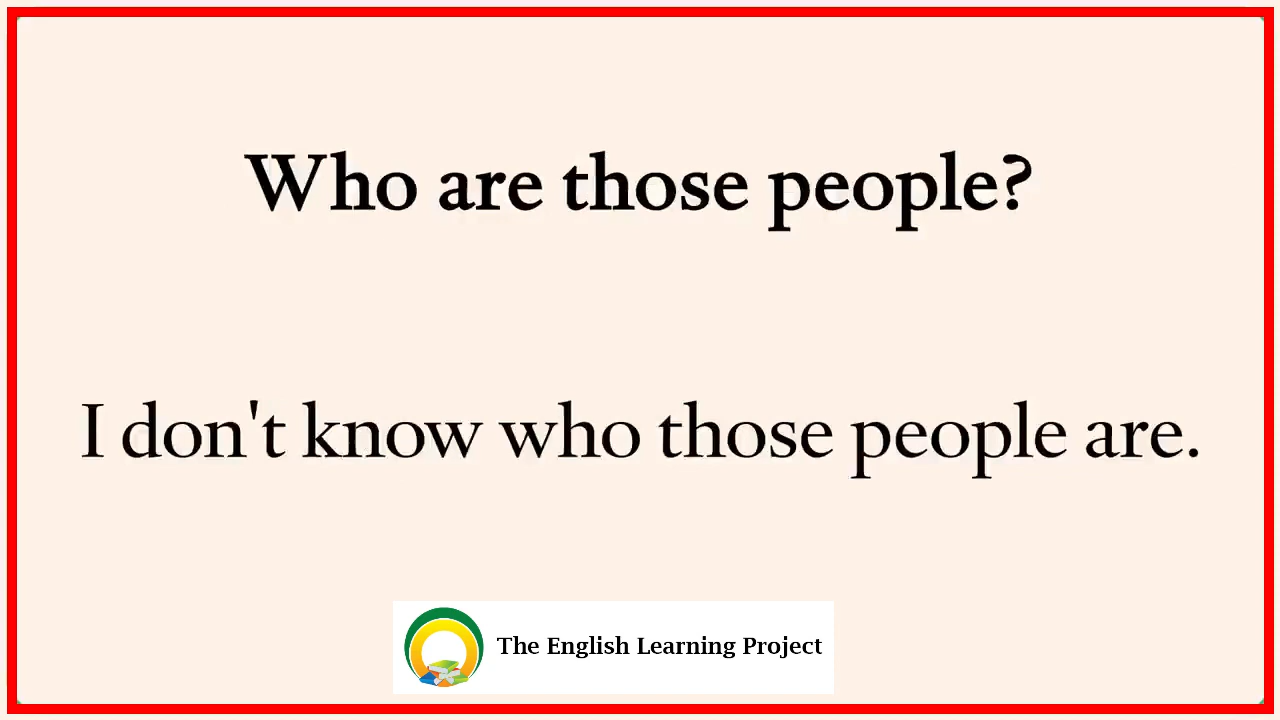 Who are those people?
I don't know who those people are.
The English Learning Project